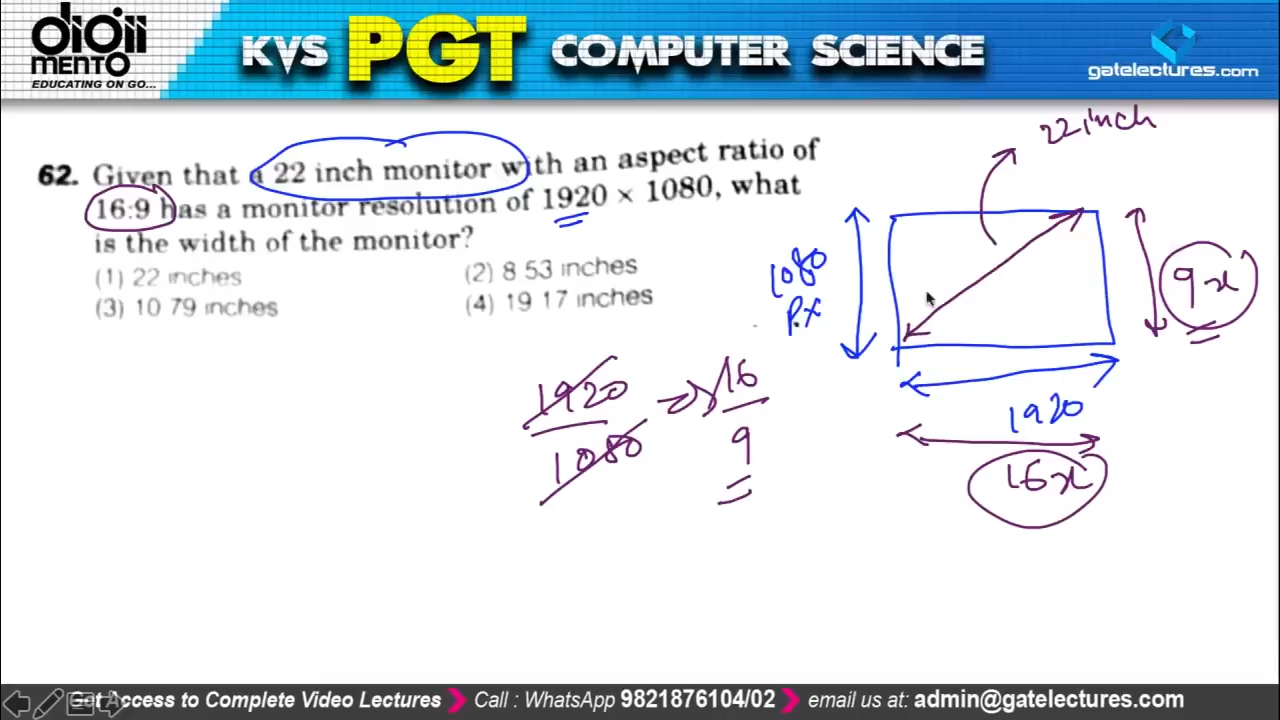 digii
MENTO
EDUCATING ON GO...
KVS PGT COMPUTER SCIENCE
gatelectures.com
22 inch
62. Given that a 22 inch monitor with an aspect ratio of
16:9 has a monitor resolution of 1920 × 1080, what
is the width of the monitor?
(1) 22 inches
(2) 8 53 inches
(3) 10 79 inches
(4) 19 17 inches
1080
Px
9x
1920
1080
16
9
1920
16x
Get Access to Complete Video Lectures
Call : WhatsApp 9821876104/02
email us at: admin@gatelectures.com